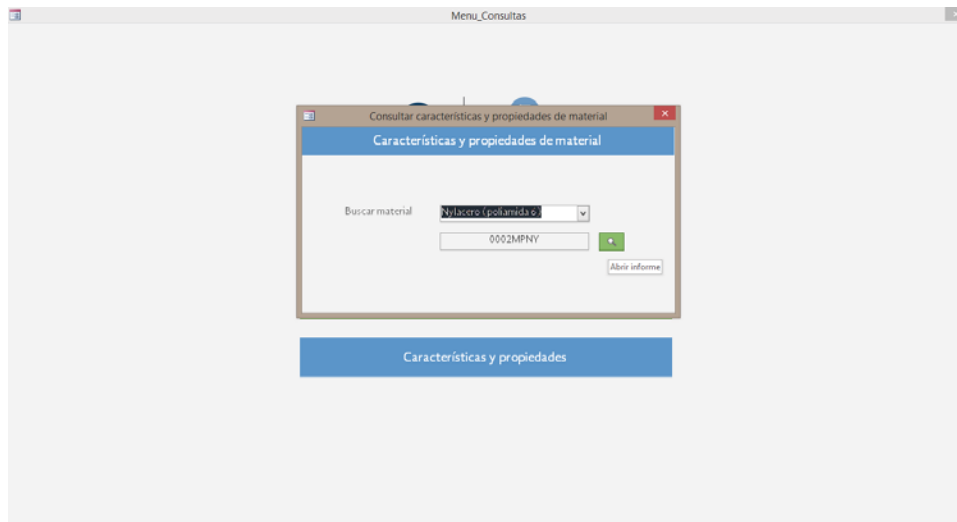 Menu_Consultas
Consultar características y propiedades de material
Características y propiedades de material
Buscar material
Nylacero (poliamida 6)
0002MPNY
Abrir informe
Características y propiedades